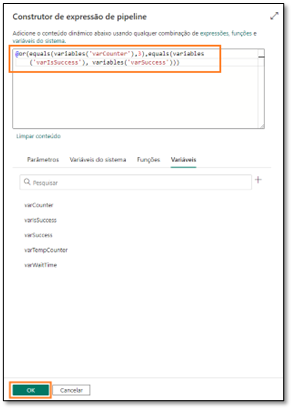 Construtor de expressão de pipeline
Adicione o conteúdo dinâmico abaixo usando qualquer combinação de expressões, funções e
variáveis do sistema.
@or(equals(variables('varCounter'),3),equals(variables
('varIsSuccess'), variables('varSuccess')))
Limpar conteúdo
Parâmetros Variáveis do sistema Funções Variáveis
Pesquisar
varCounter
varIsSuccess
varSuccess
varTempCounter
varWaitTime
OK Cancelar